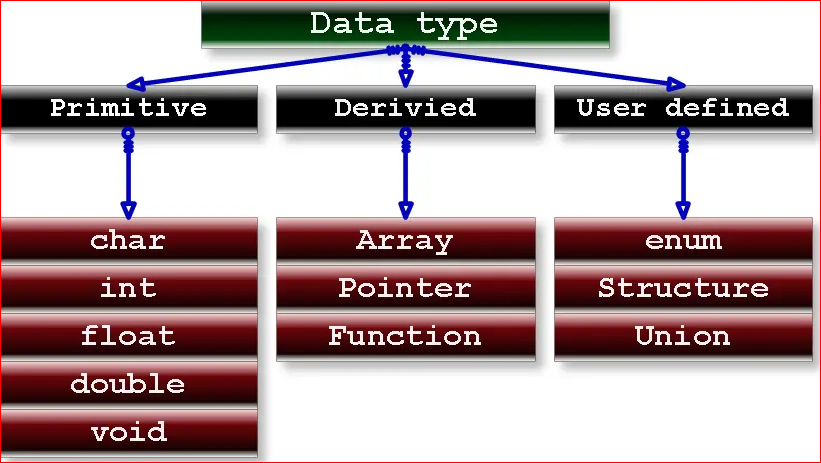 Data type
Primitive
Derivied
User defined
char
int
float
double
void
Array
Pointer
Function
enum
Structure
Union